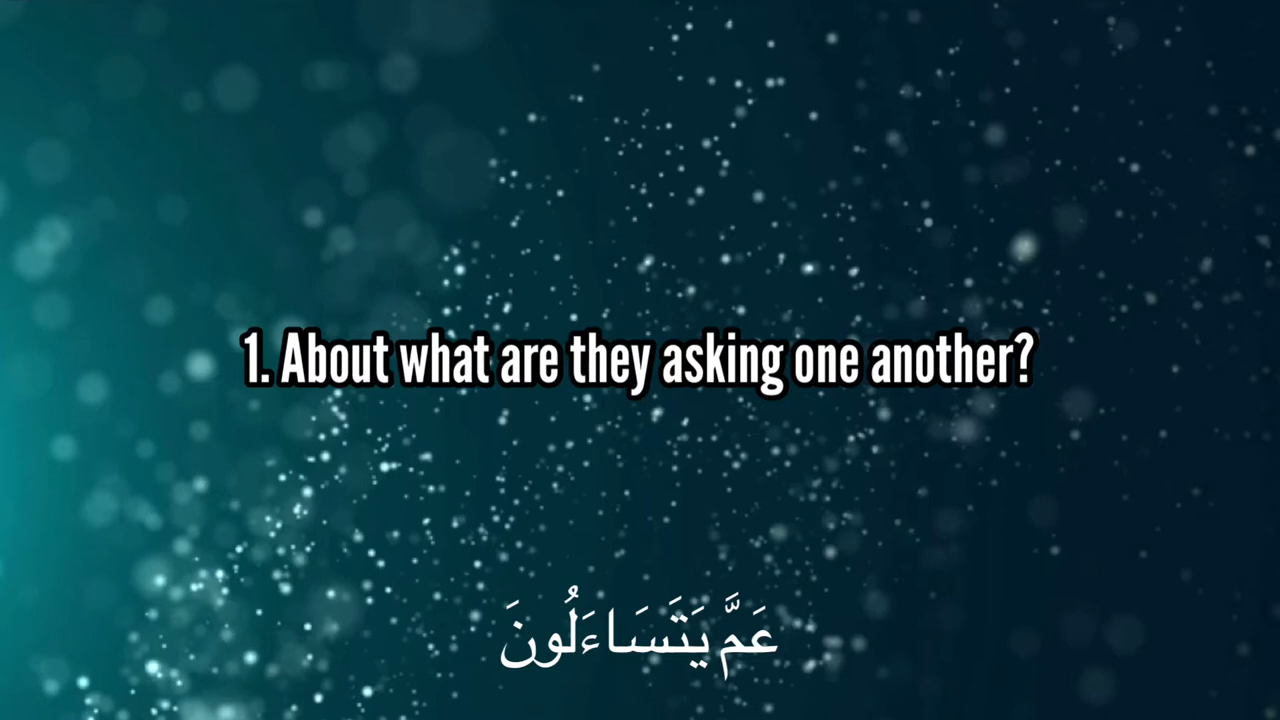 1. About what are they asking one another?
عَمَّ يَتَسَاءَلُونَ